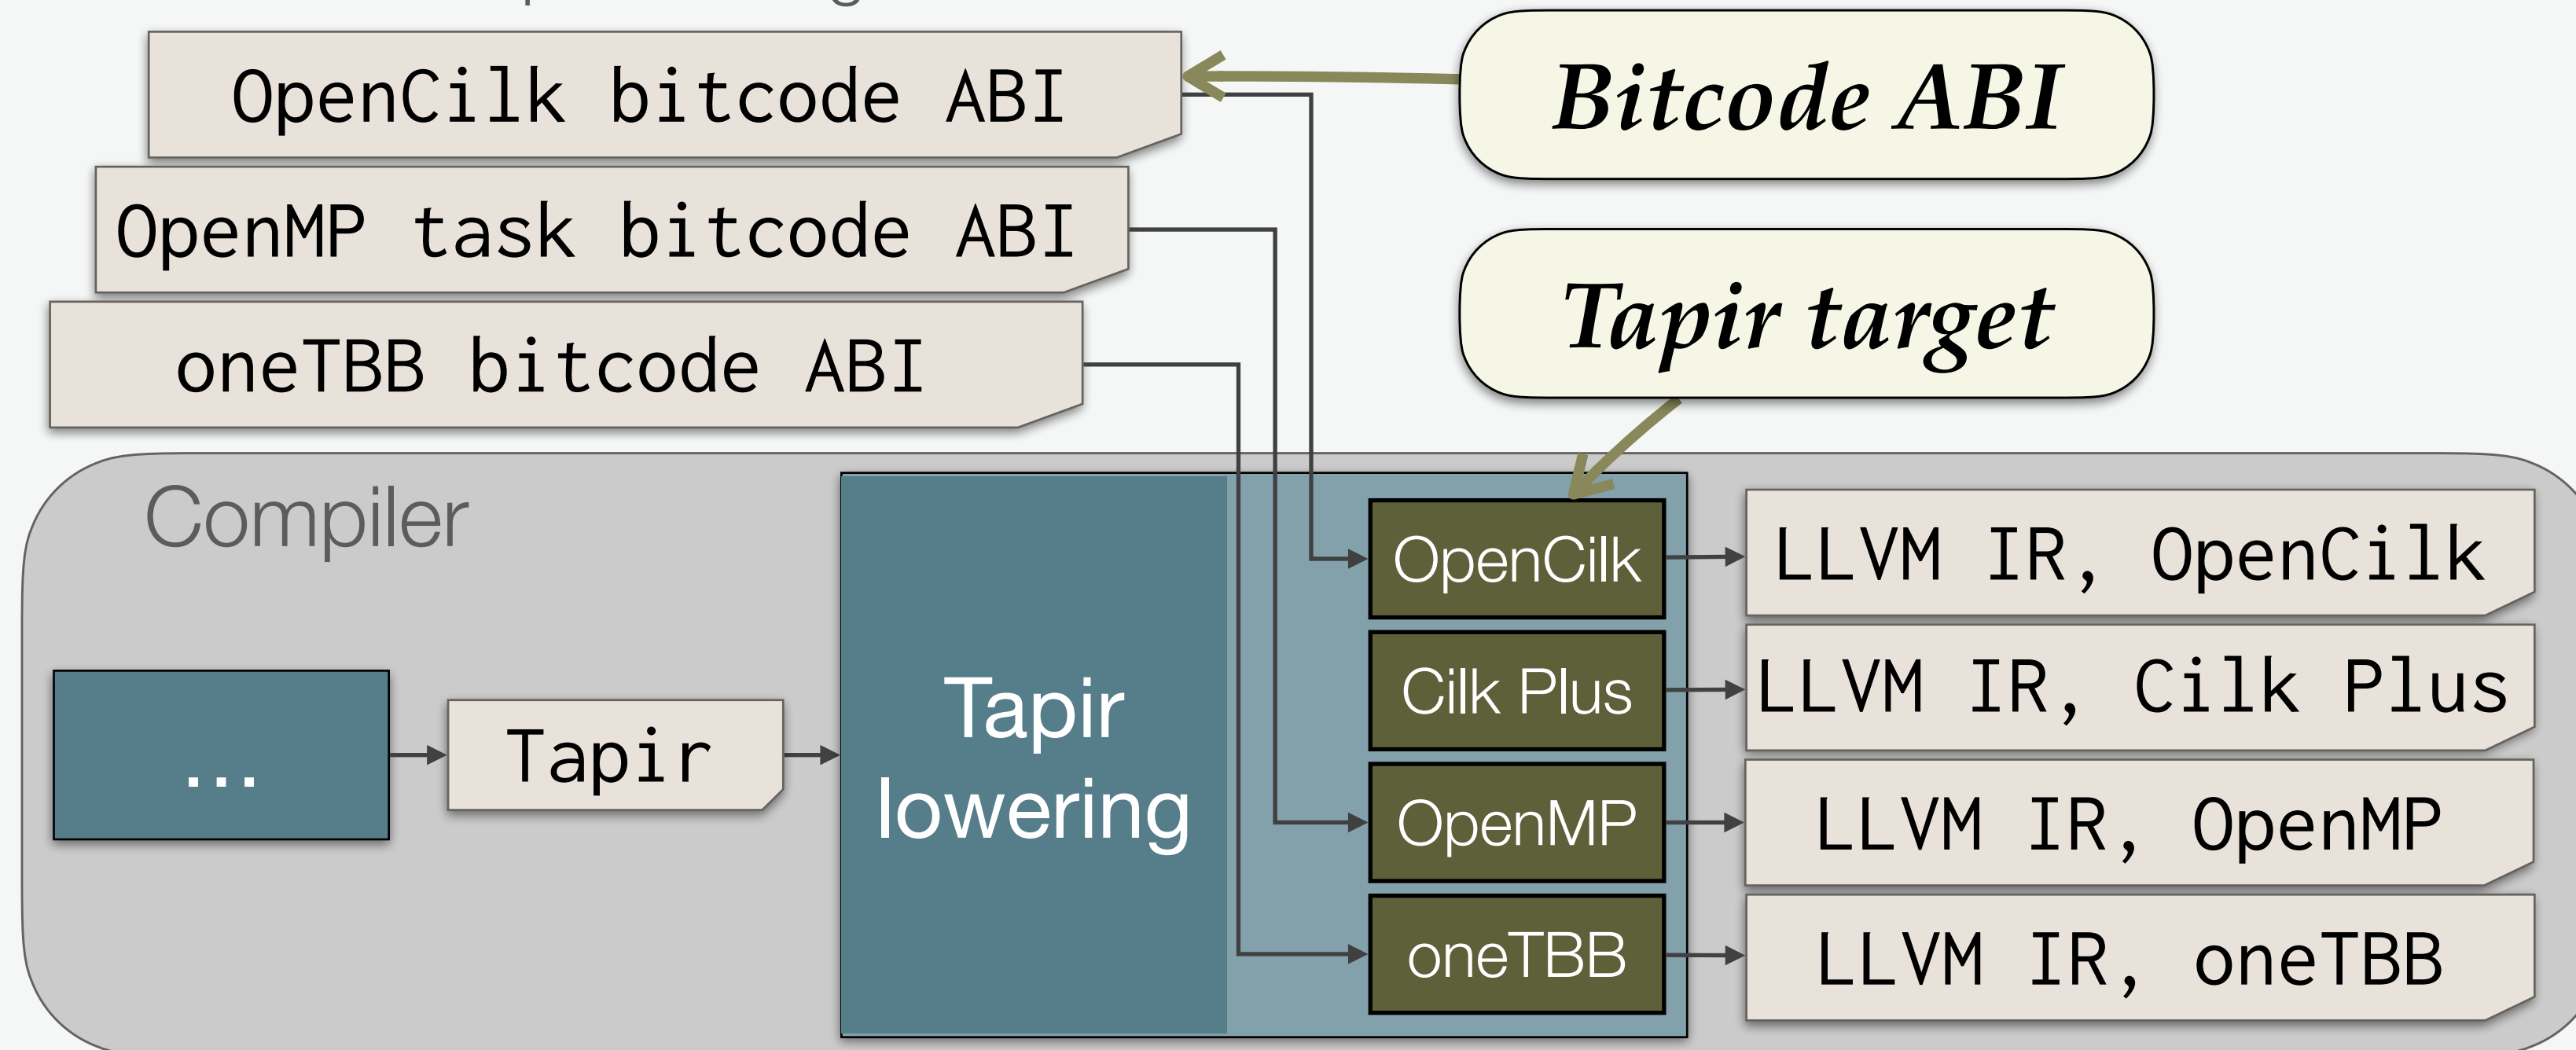 OpenCilk bitcode ABI
Bitcode ABI
OpenMP task bitcode ABI
Tapir target
oneTBB bitcode ABI
Compiler
...
Tapir
Tapir
lowering
OpenCilk
LLVM IR, OpenCilk
Cilk Plus
LLVM IR, Cilk Plus
OpenMP
LLVM IR, OpenMP
oneTBB
LLVM IR, oneTBB